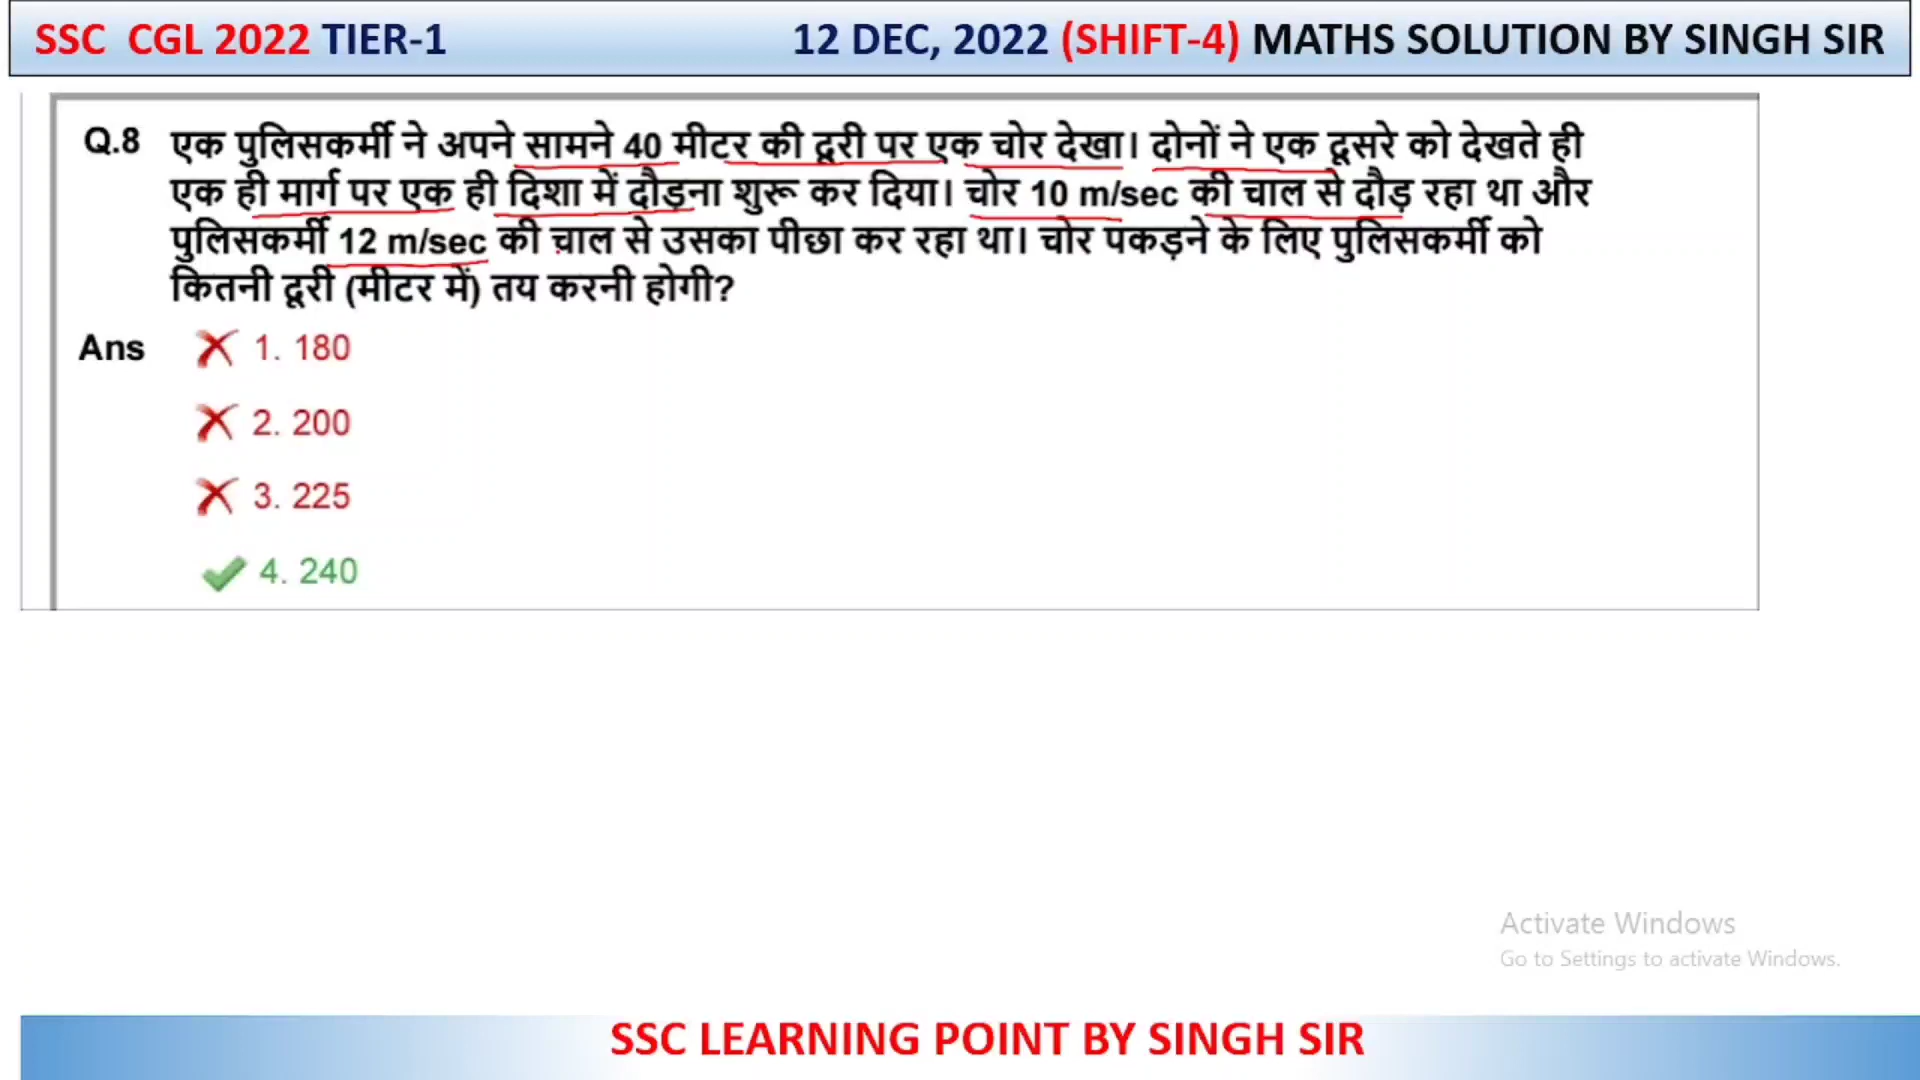 SSC CGL 2022 TIER-1 12 DEC, 2022 (SHIFT-4) MATHS SOLUTION BY SINGH SIR
Q.8 एक पुलिसकर्मी ने अपने सामने 40 मीटर की दूरी पर एक चोर देखा। दोनों ने एक दूसरे को देखते ही
एक ही मार्ग पर एक ही दिशा में दौड़ना शुरू कर दिया। चोर 10 m/sec की चाल से दौड़ रहा था और
पुलिसकर्मी 12 m/sec की चाल से उसका पीछा कर रहा था। चोर पकड़ने के लिए पुलिसकर्मी को
कितनी दूरी (मीटर में) तय करनी होगी?
Ans 1. 180
2. 200
3. 225
4. 240
Activate Windows
Go to Settings to activate Windows.
SSC LEARNING POINT BY SINGH SIR